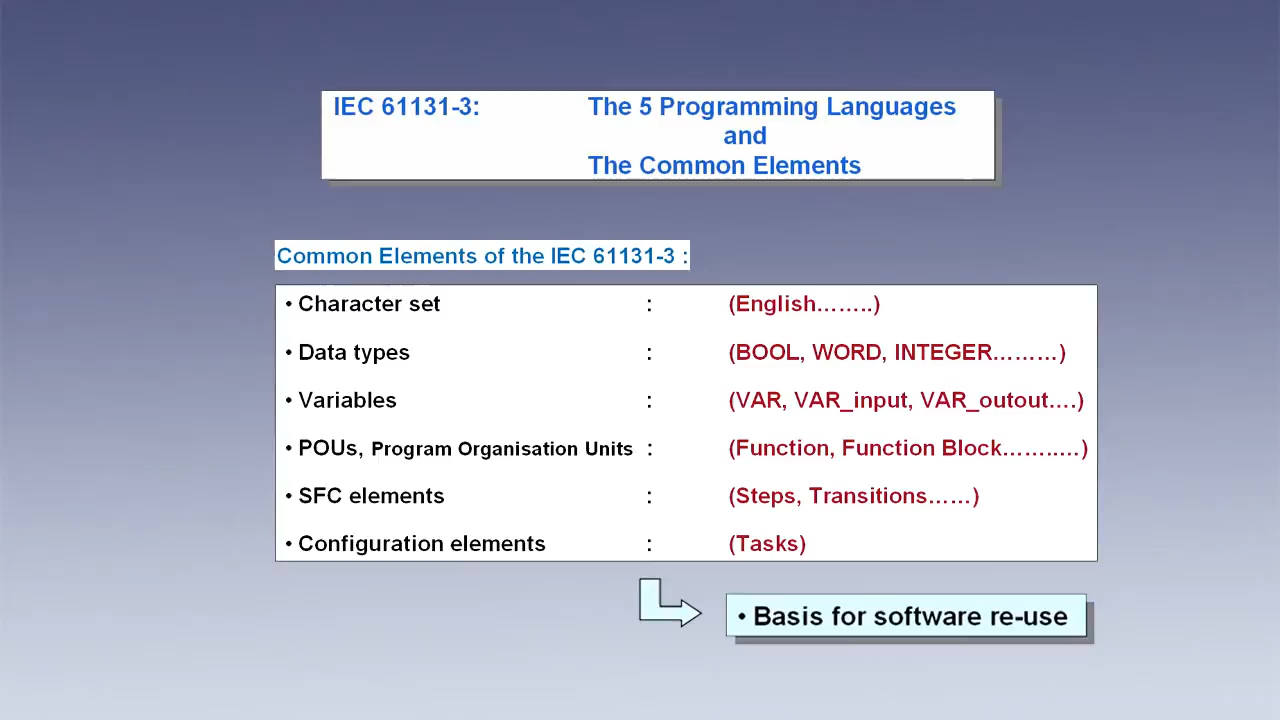 IEC 61131-3: The 5 Programming Languages
and
The Common Elements
Common Elements of the IEC 61131-3 :
• Character set : (English……..)
• Data types : (BOOL, WORD, INTEGER………)
• Variables : (VAR, VAR_input, VAR_outout….)
• POUs, Program Organisation Units : (Function, Function Block…….…..)
• SFC elements : (Steps, Transitions……)
• Configuration elements : (Tasks)
• Basis for software re-use